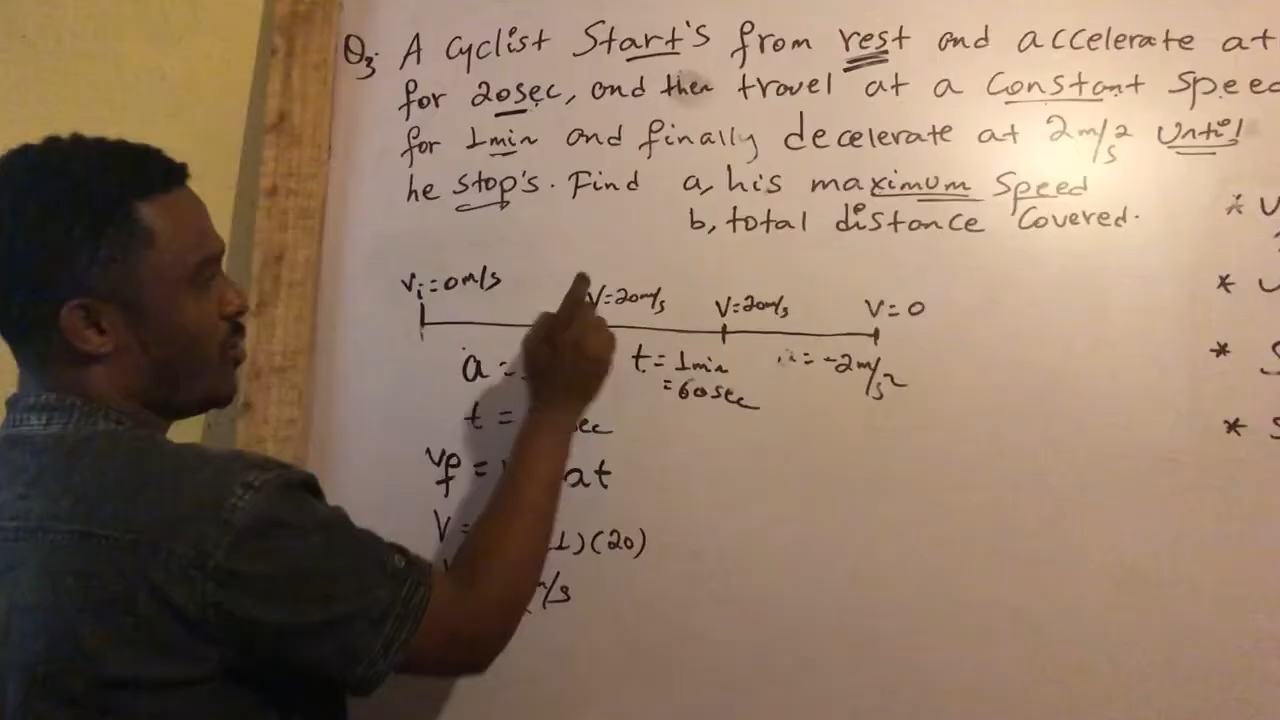 Q3: A cyclist Start's from rest and accelerate at
for 20sec, and then travel at a Constant Speed
for 1min and finally decelerate at 2m/s² Until
he stop's. Find a, his maximum Speed
b, total distance Covered.
Vi=0m/s V=20m/s V=20m/s V=0
a = t = 1min = -2m/s²
= 60sec
t = ec
Vf = at
V = 1)(20)
m/s
*
*
* S
* S